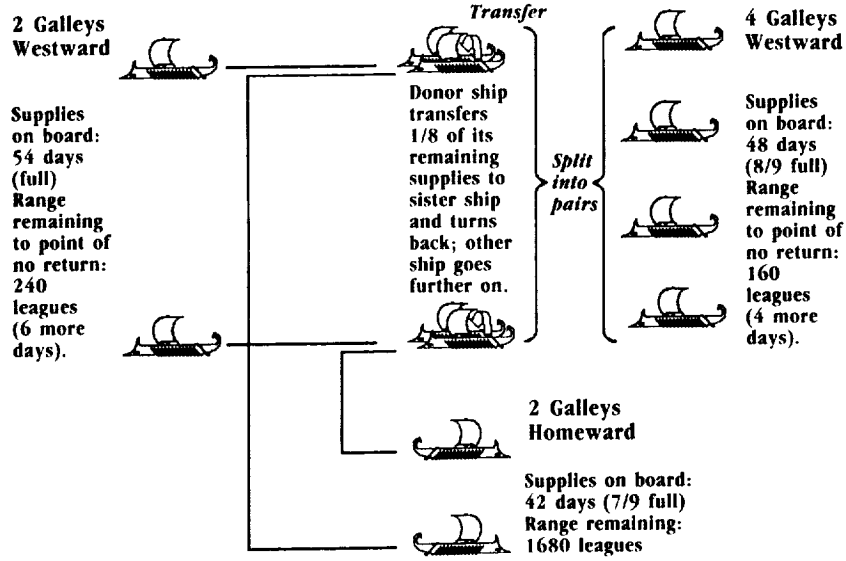 2 Galleys
Westward
Supplies
on board:
54 days
(full)
Range
remaining
to point of
no return:
240
leagues
(6 more
days).
Transfer
Donor ship
transfers
1/8 of its
remaining
supplies to
sister ship
and turns
back; other
ship goes
further on.
Split
into
pairs
4 Galleys
Westward
Supplies
on board:
48 days
(8/9 full)
Range
remaining
to point of
no return:
160
leagues
(4 more
days).
2 Galleys
Homeward
Supplies on board:
42 days (7/9 full)
Range remaining:
1680 leagues